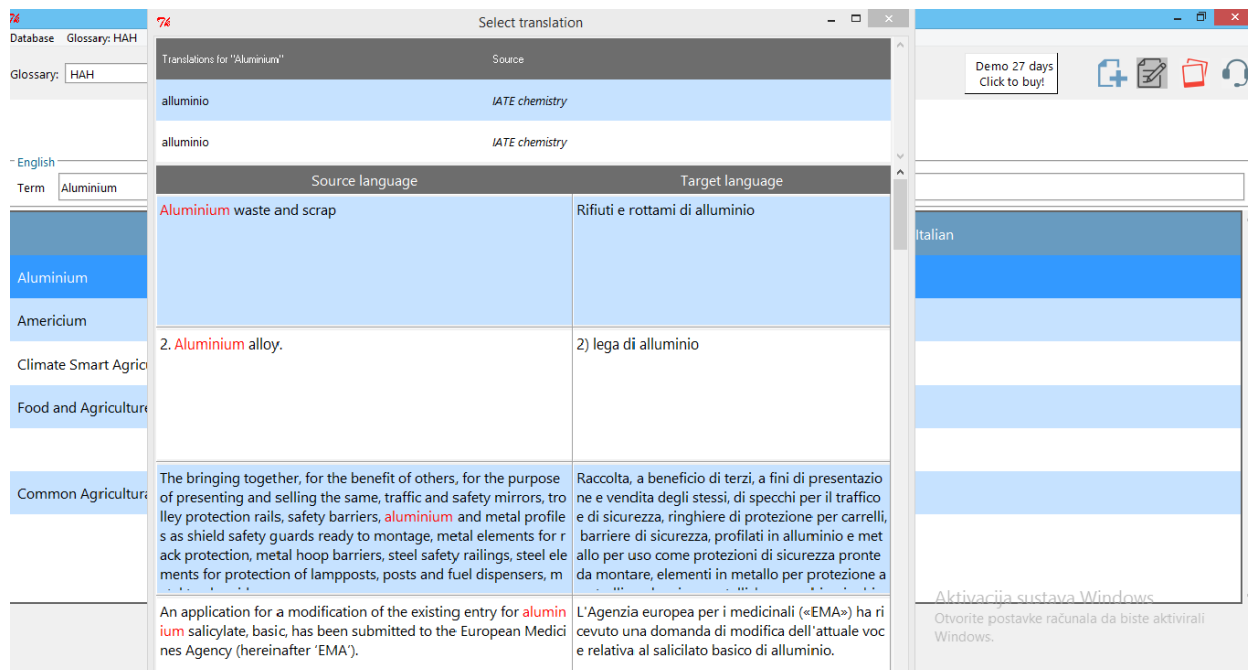 Select translation
Database Glossary: HAH
Glossary: HAH
Demo 27 days
Click to buy!
Translations for "Aluminium" Source
alluminio IATE chemistry
alluminio IATE chemistry
English
Term Aluminium
Source language Target language
Italian
Aluminium waste and scrap
Rifiuti e rottami di alluminio
2. Aluminium alloy.
2) lega di alluminio
The bringing together, for the benefit of others, for the purpose
of presenting and selling the same, traffic and safety mirrors, tro
lley protection rails, safety barriers, aluminium and metal profile
s as shield safety guards ready to montage, metal elements for r
ack protection, metal hoop barriers, steel safety railings, steel ele
ments for protection of lampposts, posts and fuel dispensers, m
Raccolta, a beneficio di terzi, a fini di presentazio
ne e vendita degli stessi, di specchi per il traffico
e di sicurezza, ringhiere di protezione per carrelli,
barriere di sicurezza, profilati in alluminio e met
allo per uso come protezioni di sicurezza pronte
da montare, elementi in metallo per protezione a
An application for a modification of the existing entry for alumin
ium salicylate, basic, has been submitted to the European Medici
nes Agency (hereinafter ‘EMA’).
L'Agenzia europea per i medicinali («EMA») ha ri
cevuto una domanda di modifica dell'attuale voc
e relativa al salicilato basico di alluminio.
Aluminium
Americium
Climate Smart Agric
Food and Agriculture
Common Agricultura
Aktivacija sustava Windows
Otvorite postavke računala da biste aktivirali
Windows.